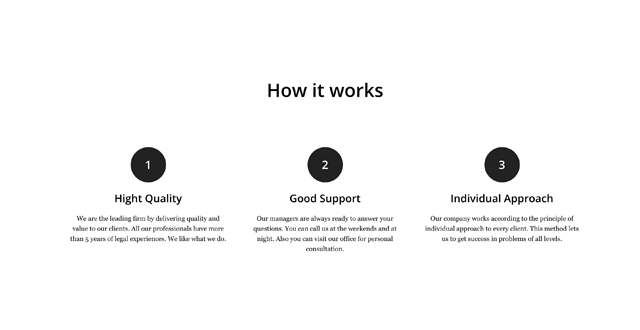 How it works
1
2
3
Hight Quality
Good Support
Individual Approach
We are the leading firm by delivering quality and
value to our clients. All our professionals have more
than 5 years of legal experiences. We like what we do.
Our managers are always ready to answer your
questions. You can call us at the weekends and at
night. Also you can visit our office for personal
consultation.
Our company works according to the principle of
individual approach to every client. This method lets
us to get success in problems of all levels.